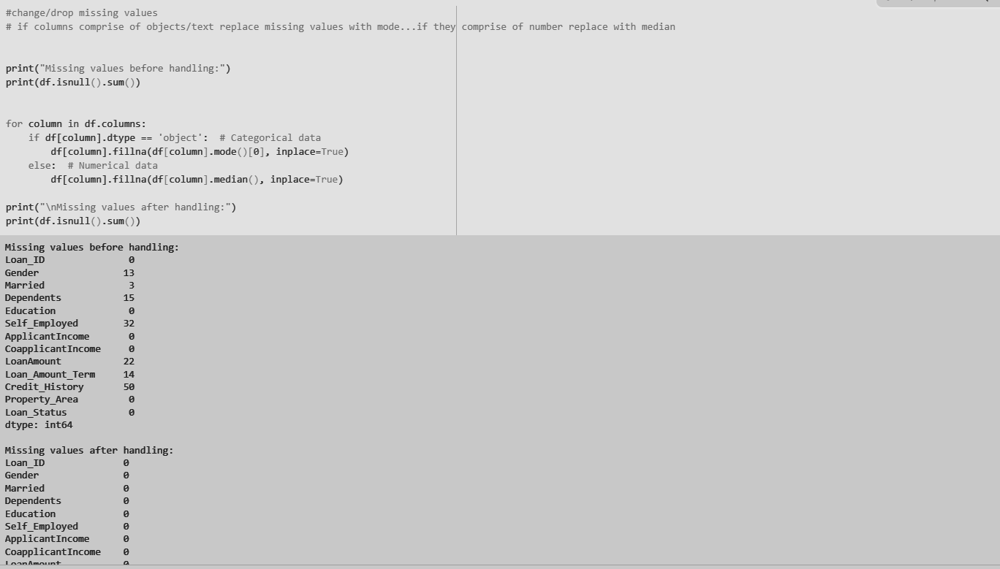 #change/drop missing values
# if columns comprise of objects/text replace missing values with mode...if they comprise of number replace with median
print("Missing values before handling:")
print(df.isnull().sum())
for column in df.columns:
    if df[column].dtype == 'object':  # Categorical data
        df[column].fillna(df[column].mode()[0], inplace=True)
    else:  # Numerical data
        df[column].fillna(df[column].median(), inplace=True)
print("\nMissing values after handling:")
print(df.isnull().sum())
Missing values before handling:
Loan_ID               0
Gender               13
Married               3
Dependents           15
Education             0
Self_Employed        32
ApplicantIncome       0
CoapplicantIncome     0
LoanAmount           22
Loan_Amount_Term     14
Credit_History       50
Property_Area         0
Loan_Status           0
dtype: int64
Missing values after handling:
Loan_ID              0
Gender               0
Married              0
Dependents           0
Education            0
Self_Employed        0
ApplicantIncome      0
CoapplicantIncome    0
LoanAmount           0